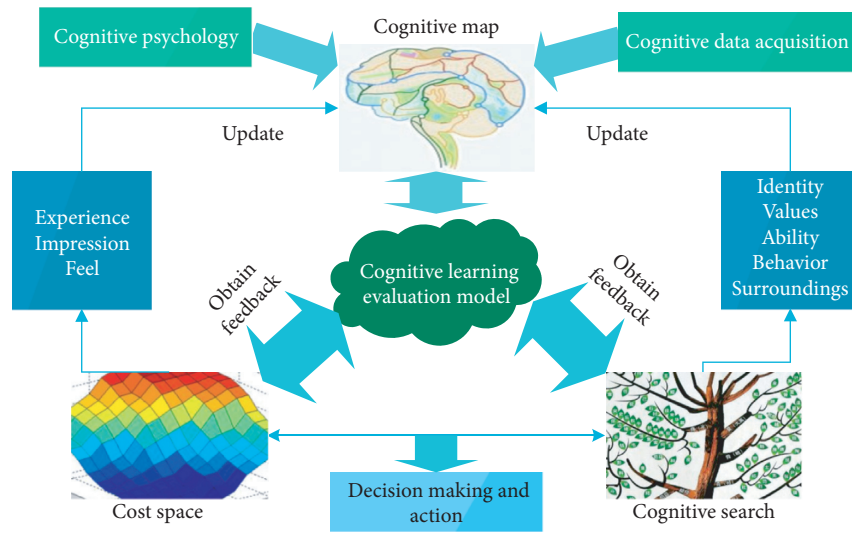 Cognitive psychology
Cognitive map
Cognitive data acquisition
Update
Update
Experience
Impression
Feel
Identity
Values
Ability
Behavior
Surroundings
Cognitive learning
evaluation model
Obtain
feedback
Obtain
feedback
Cost space
Decision making and
action
Cognitive search